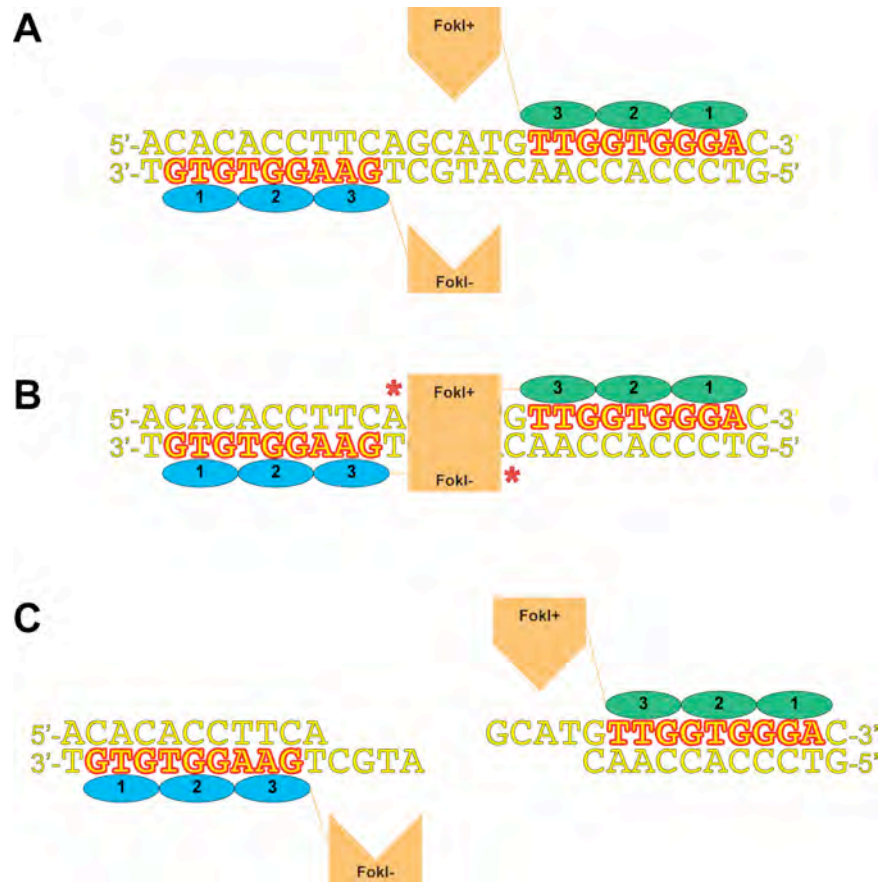 A
FokI+
3 2 1
5'-ACACACCTTCAGCATGTTGGTGGGAC-3'
3'-TGTGTGGAAGTCGTACAACCACCCTG-5'
1 2 3
FokI-
B
* FokI+ 3 2 1
5'-ACACACCTTCA GTTGGTGGGAC-3'
3'-TGTGTGGAAGT CAACCACCCTG-5'
1 2 3 FokI- *
C
FokI+
3 2 1
5'-ACACACCTTCA GCATGTTGGTGGGAC-3'
3'-TGTGTGGAAGTCGTA CAACCACCCTG-5'
1 2 3
FokI-